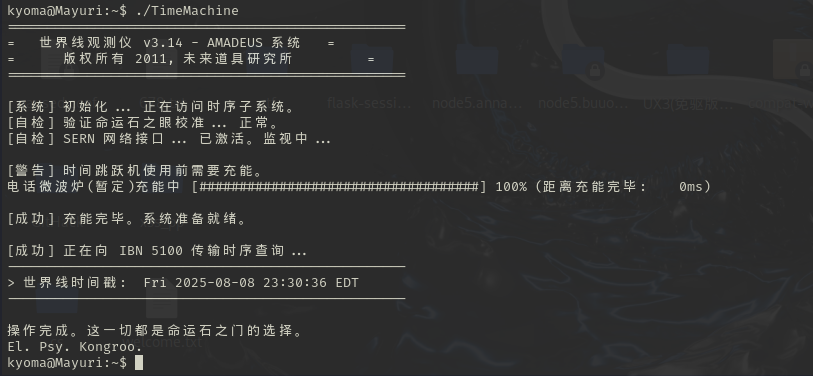 kyoma@Mayuri:~$ ./TimeMachine
==================================================
=   世界线观测仪 v3.14 - AMADEUS 系统   =
=      版权所有 2011, 未来道具研究所         =
==================================================
[系统] 初始化 ... 正在访问时序子系统。
[自检] 验证命运石之眼校准 ... 正常。
[自检] SERN 网络接口 ... 已激活。监视中 ...
[警告] 时间跳跃机使用前需要充能。
电话微波炉(暂定)充能中 [###################################] 100% (距离充能完毕:    0ms)
[成功] 充能完毕。系统准备就绪。
[成功] 正在向 IBN 5100 传输时序查询 ...
--------------------------------------------------
> 世界线时间戳:  Fri 2025-08-08 23:30:36 EDT
--------------------------------------------------
操作完成。这一切都是命运石之门的选择。
El. Psy. Kongroo.
kyoma@Mayuri:~$